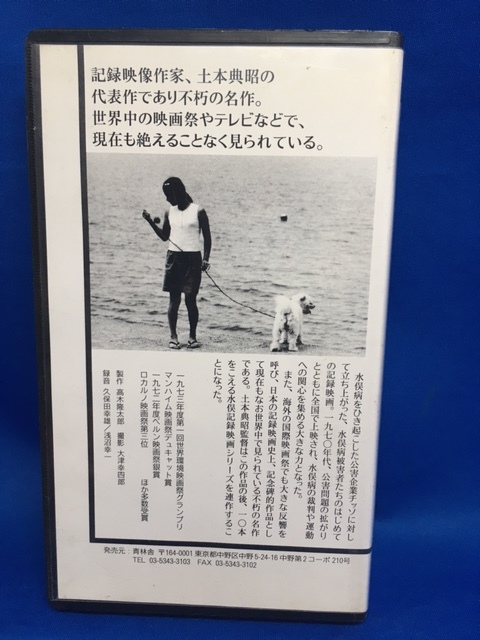 記録映像作家、土本典昭の
代表作であり不朽の名作。
世界中の映画祭やテレビなどで、
現在も絶えることなく見られている。
水俣病をひき起こした公害企業チッソに対し
て立ち上がった、水俣病被害者たちのはじめて
の記録映画。一九七〇年代、公害問題の拡がり
とともに全国で上映され、水俣病の裁判や運動
への関心を集める大きな力となった。
また、海外の国際映画祭でも大きな反響を
呼び、日本の記録映画史上、記念碑的作品とし
て現在もなお世界中で見られている不朽の名作
である。土本典昭監督はこの作品の後、一〇本
をこえる水俣記録映画シリーズを連作するこ
とになった。
一九七三年度第一回世界環境映画祭グランプリ
マンハイム映画祭デュキャット賞
一九七二年度ベルン映画祭銀賞
ロカルノ映画祭第三位 ほか多数受賞
製作 高木隆太郎 撮影 大津幸四郎
録音 久保田幸雄/浅沼幸一
発売元:青林舎 〒164-0001 東京都中野区中野5-24-16 中野第2コーポ 210号
TEL 03-5343-3103 FAX 03-5343-3102